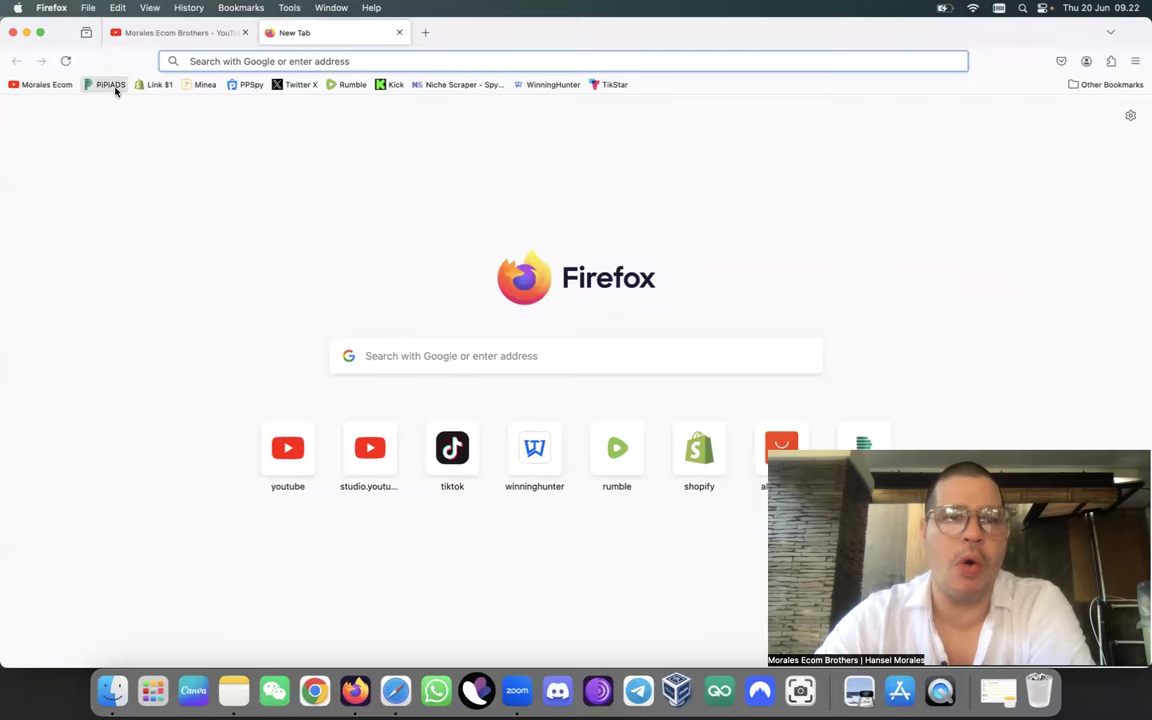 Firefox File Edit View History Bookmarks Tools Window Help Thu 20 Jun 09.22
Morales Ecom Brothers - YouTu New Tab
Search with Google or enter address
Morales Ecom PiPiADS Link $1 Minea PPSpy Twitter X Rumble Kick Niche Scraper - Spy... WinningHunter TikStar Other Bookmarks
Firefox
Search with Google or enter address
youtube studio.youtu... tiktok winninghunter rumble shopify al
Canva zoom
Morales Ecom Brothers | Hansel Morales